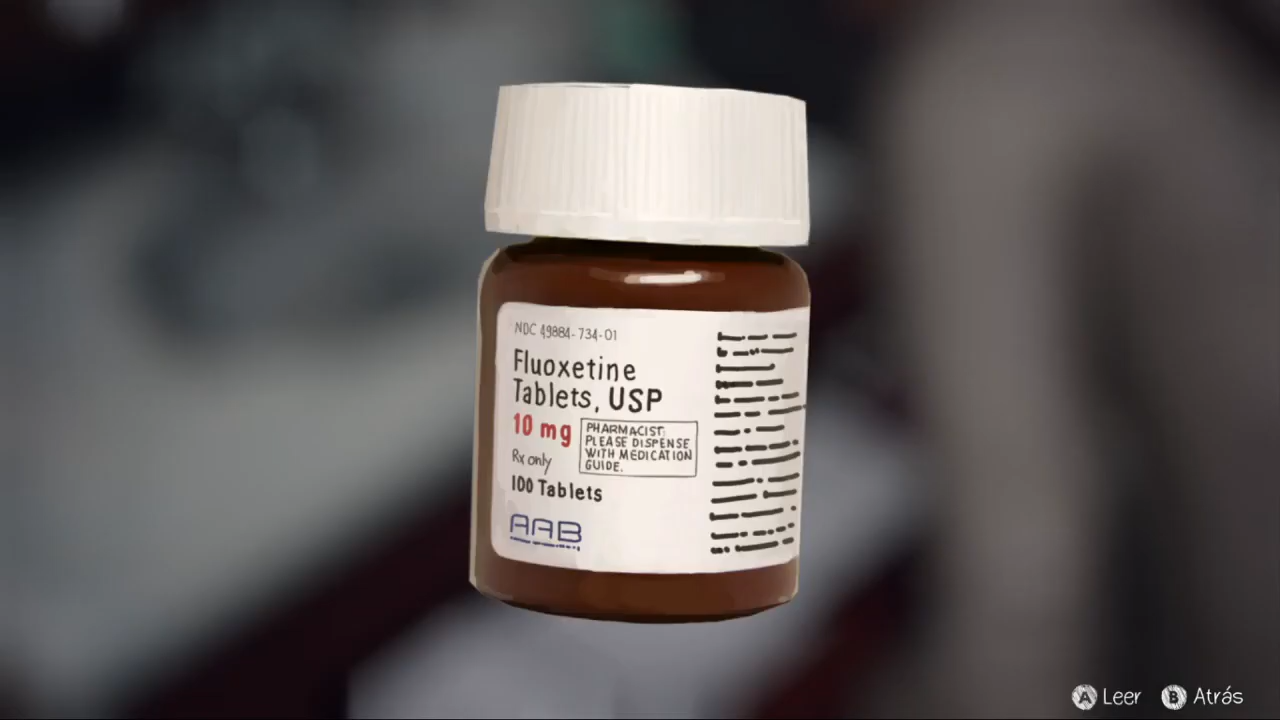 NDC 49884-734-01
Fluoxetine
Tablets, USP
10 mg
PHARMACIST:
PLEASE DISPENSE
WITH MEDICATION
GUIDE.
Rx only
100 Tablets
AAB
A Leer B Atrás